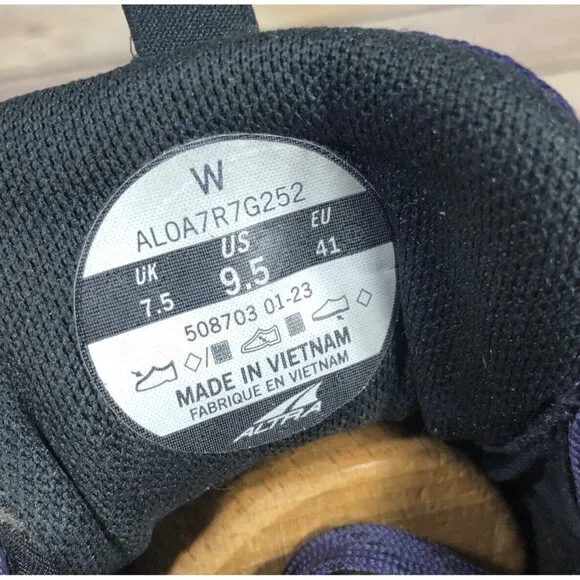 W
AL0A7R7G252
UK US EU
7.5 9.5 41
508703 01-23
MADE IN VIETNAM
FABRIQUE EN VIETNAM
ALTRA